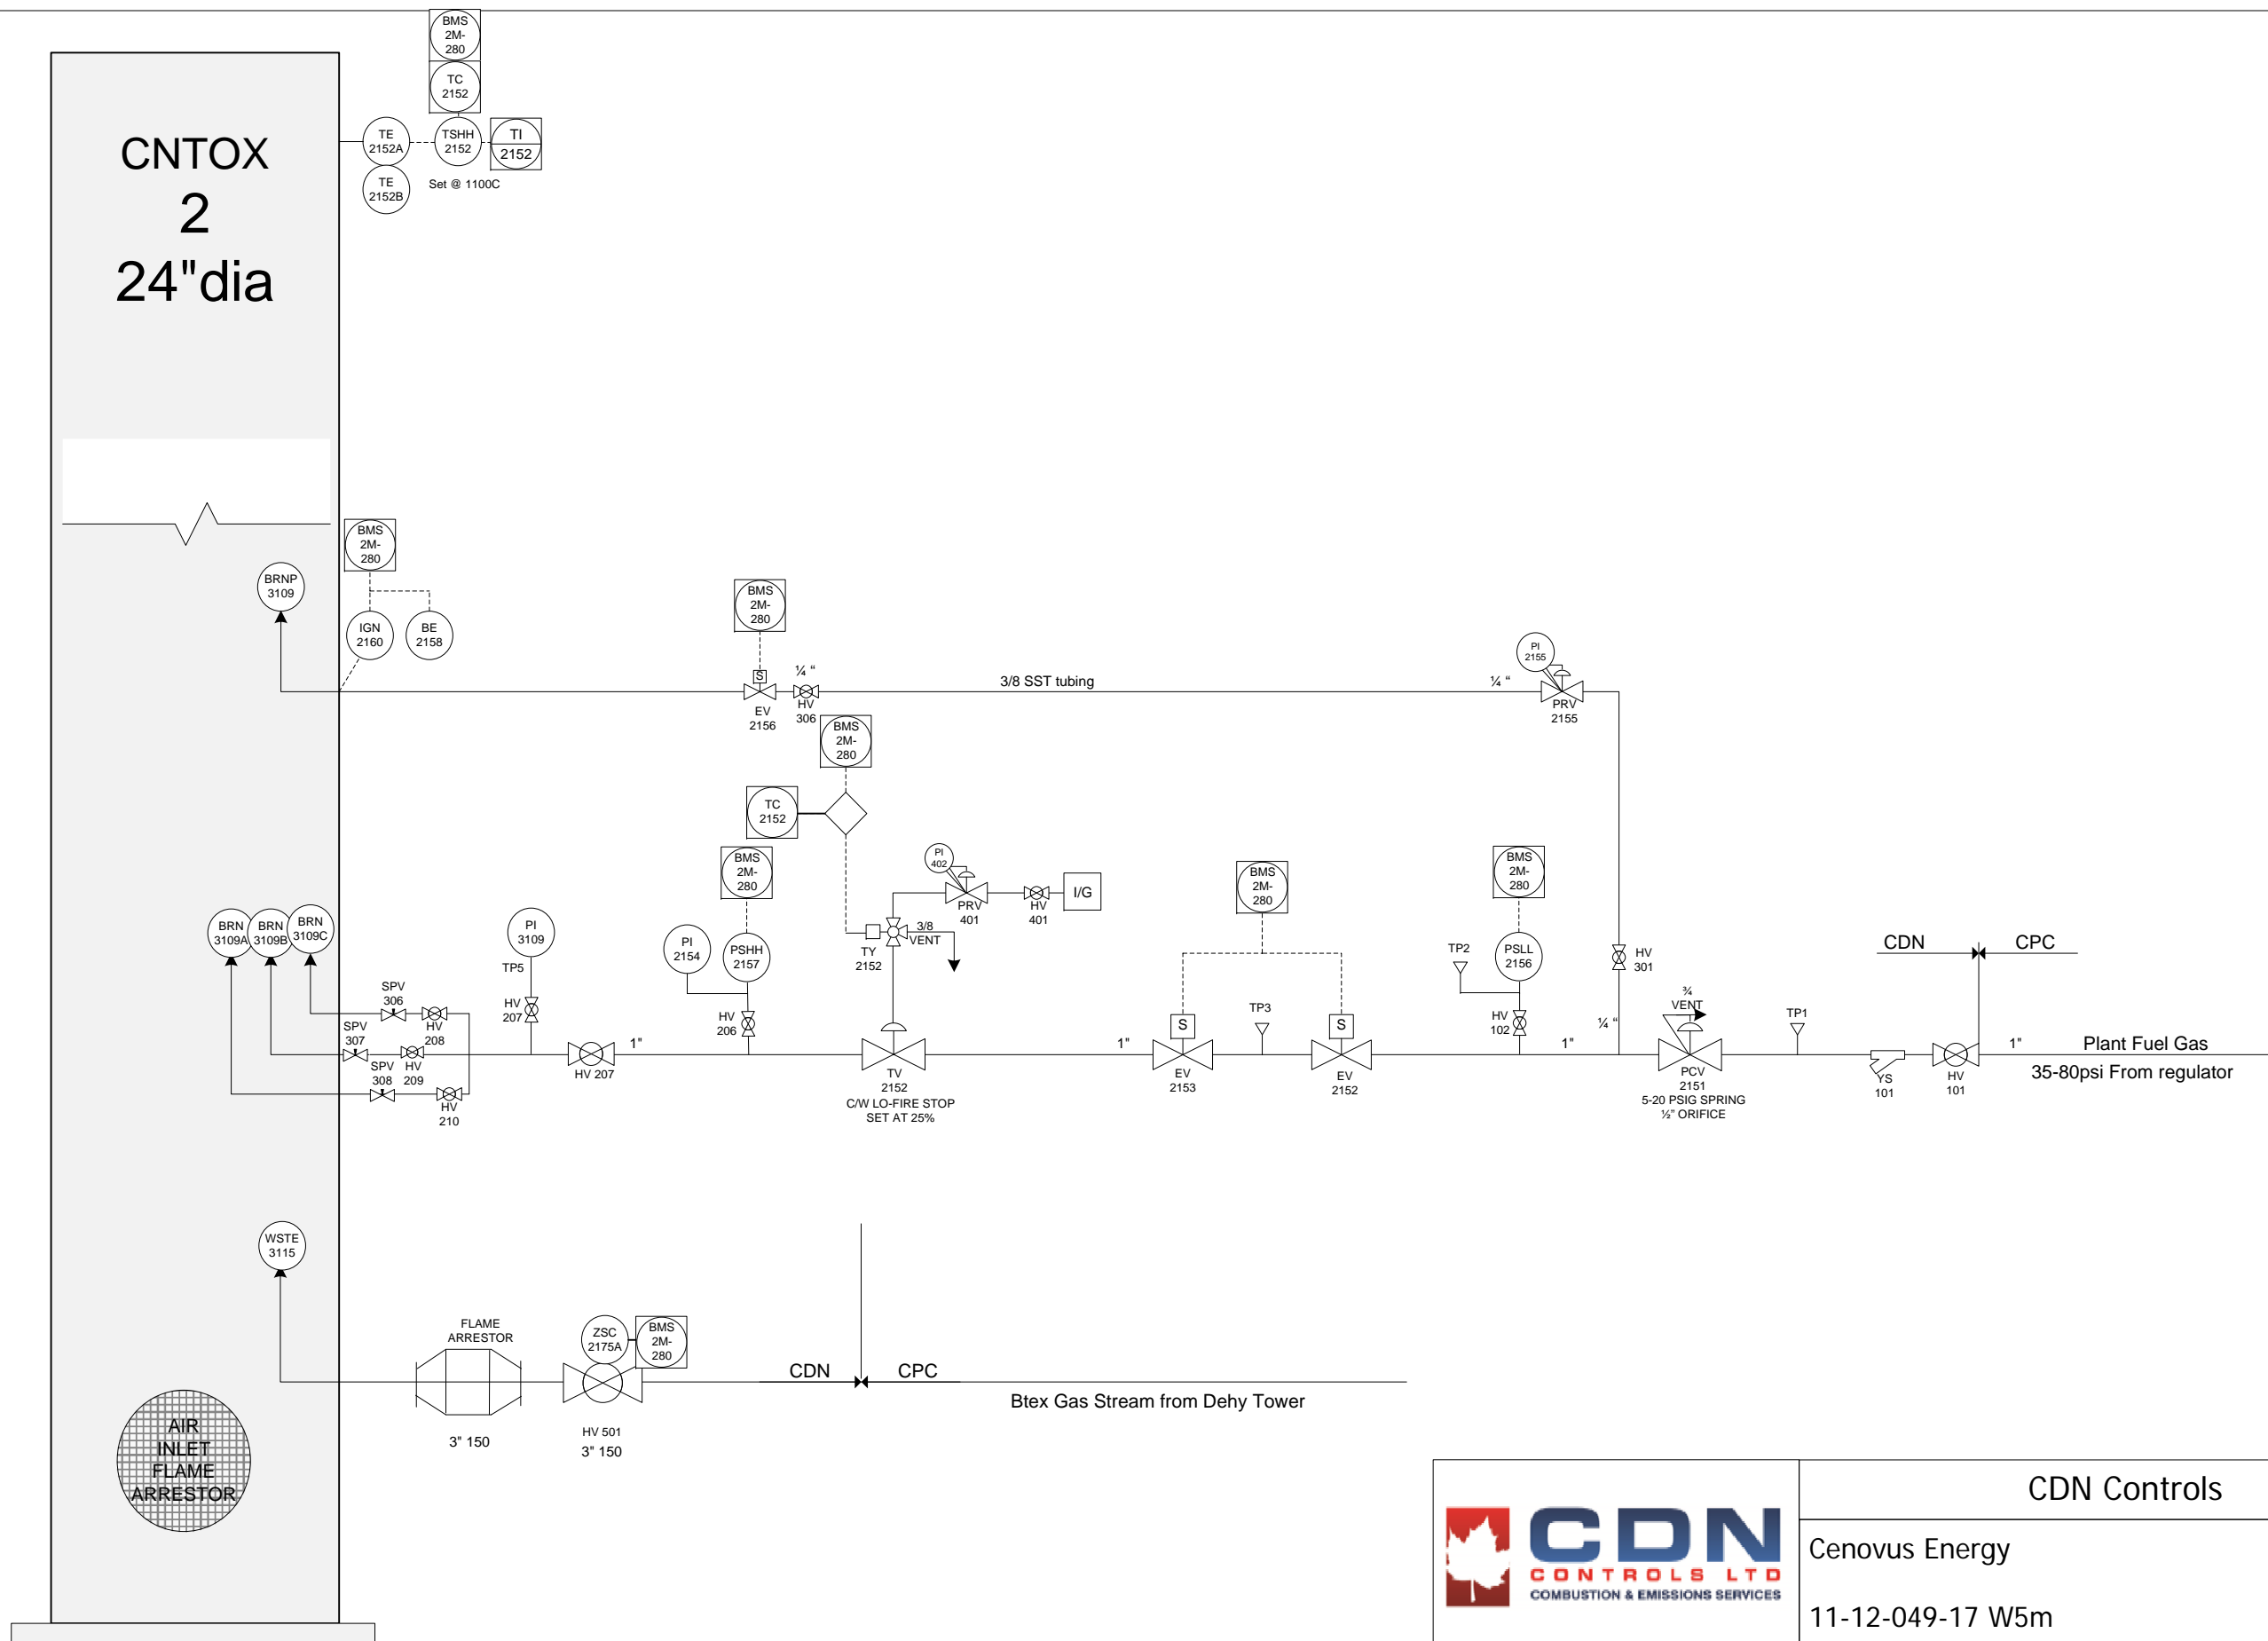 BMS
2M-
280
TC
2152
CNTOX
2
24"dia
TE
2152A
TSHH
2152
TI
2152
TE
2152B
Set @ 1100C
BMS
2M-
280
BRNP
3109
IGN
2160
BE
2158
BMS
2M-
280
¼ “
EV
2156
HV
306
3/8 SST tubing
¼ “
PI
2155
PRV
2155
BMS
2M-
280
TC
2152
BMS
2M-
280
PI
402
PRV
401
HV
401
I/G
BMS
2M-
280
BMS
2M-
280
BRN
3109A
BRN
3109B
BRN
3109C
PI
3109
TP5
PI
2154
PSHH
2157
TY
2152
3/8
VENT
TP2
PSLL
2156
HV
301
CDN
CPC
SPV
306
HV
208
SPV
307
HV
209
SPV
308
HV
210
HV
207
HV 207
1"
HV
206
TV
2152
C/W LO-FIRE STOP
SET AT 25%
1"
S
EV
2153
TP3
S
EV
2152
HV
102
1"
¼ “
¾
VENT
PCV
2151
5-20 PSIG SPRING
½” ORIFICE
TP1
YS
101
HV
101
1"
Plant Fuel Gas
35-80psi From regulator
WSTE
3115
FLAME
ARRESTOR
3" 150
ZSC
2175A
BMS
2M-
280
HV 501
3" 150
CDN
CPC
Btex Gas Stream from Dehy Tower
AIR
INLET
FLAME
ARRESTOR
CDN
CONTROLS LTD
COMBUSTION & EMISSIONS SERVICES
CDN Controls
Cenovus Energy
11-12-049-17 W5m
S